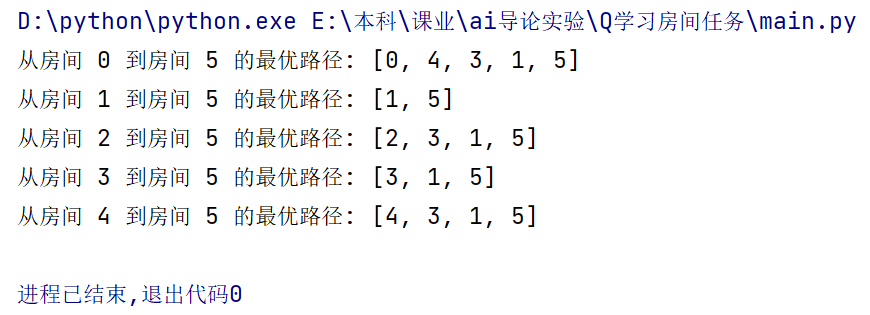 D:\python\python.exe E:\本科\课业\ai导论实验\Q学习房间任务\main.py
从房间 0 到房间 5 的最优路径: [0, 4, 3, 1, 5]
从房间 1 到房间 5 的最优路径: [1, 5]
从房间 2 到房间 5 的最优路径: [2, 3, 1, 5]
从房间 3 到房间 5 的最优路径: [3, 1, 5]
从房间 4 到房间 5 的最优路径: [4, 3, 1, 5]
进程已结束,退出代码0